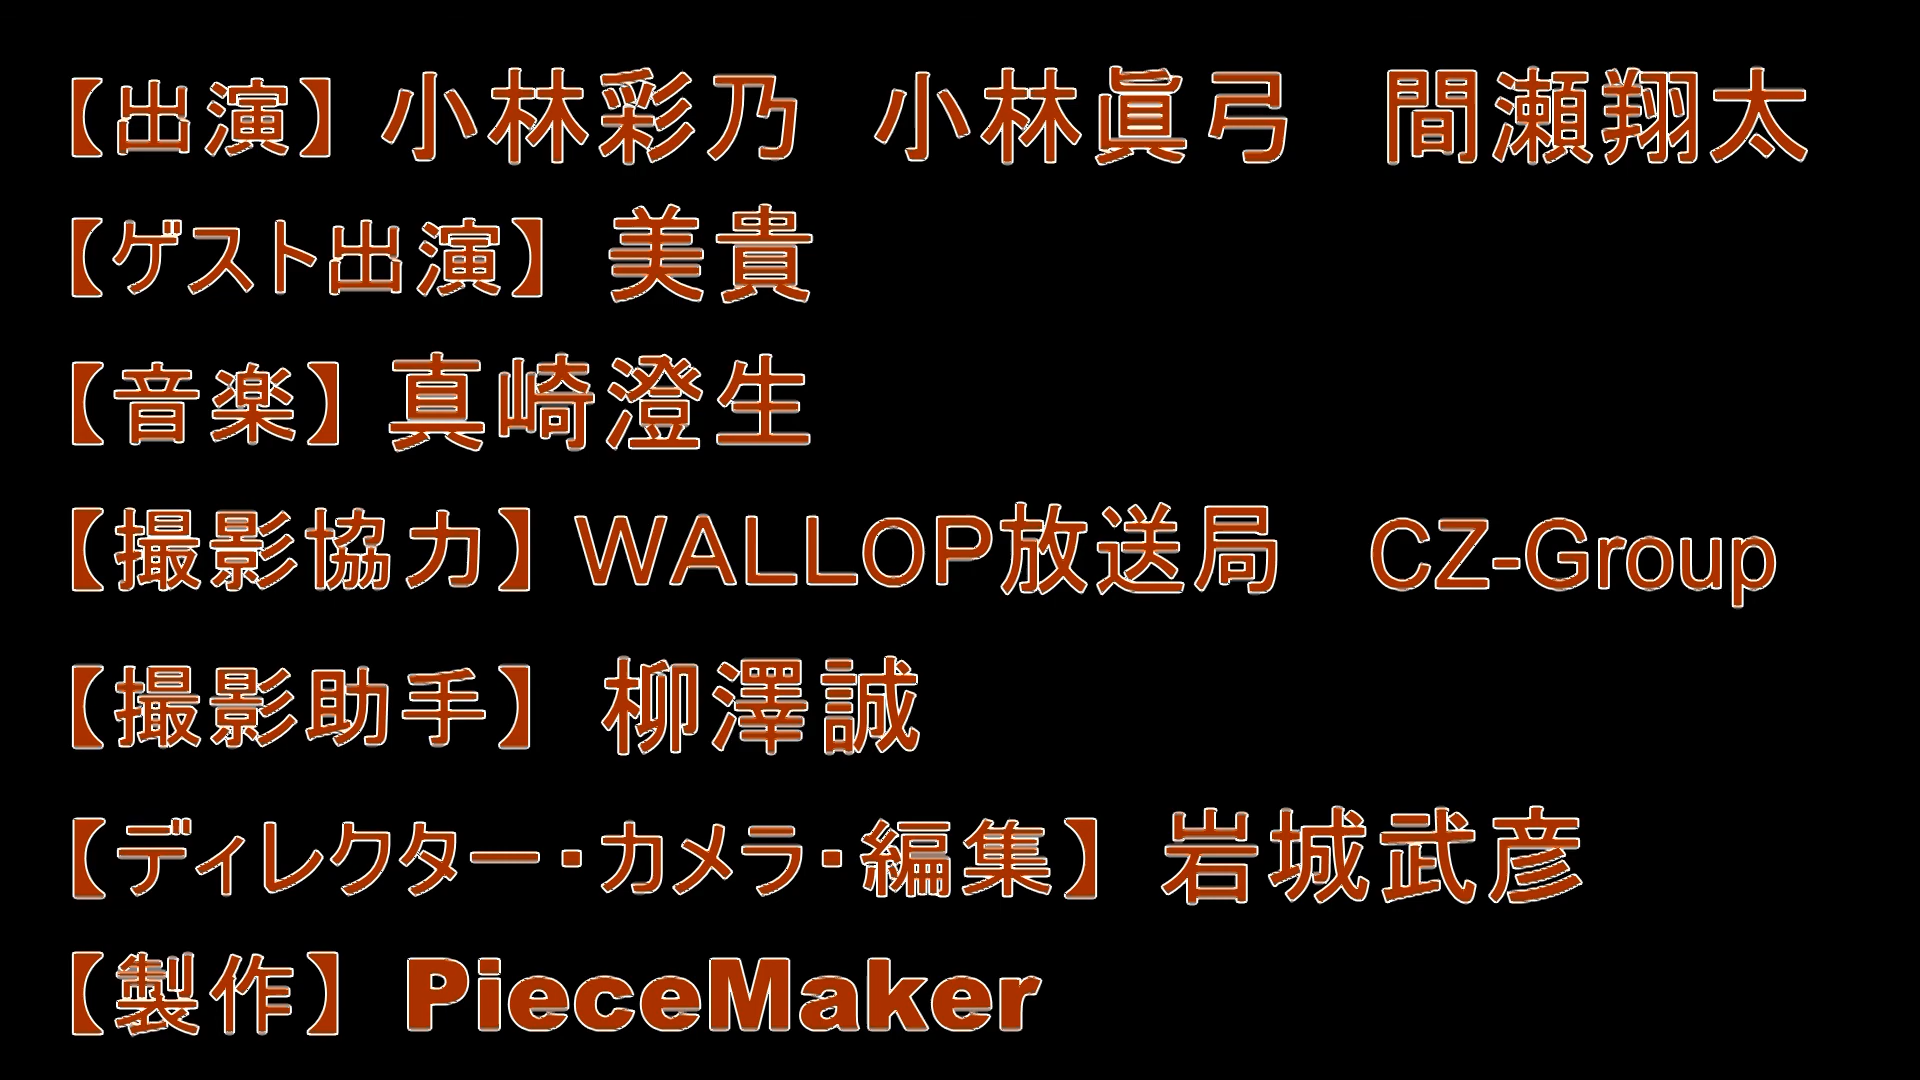 【出演】小林彩乃　小林眞弓　間瀬翔太
【ゲスト出演】 美貴
【音楽】 真崎澄生
【撮影協力】WALLOP放送局　CZ-Group
【撮影助手】 柳澤誠
【ディレクター・カメラ・編集】 岩城武彦
【製作】 PieceMaker